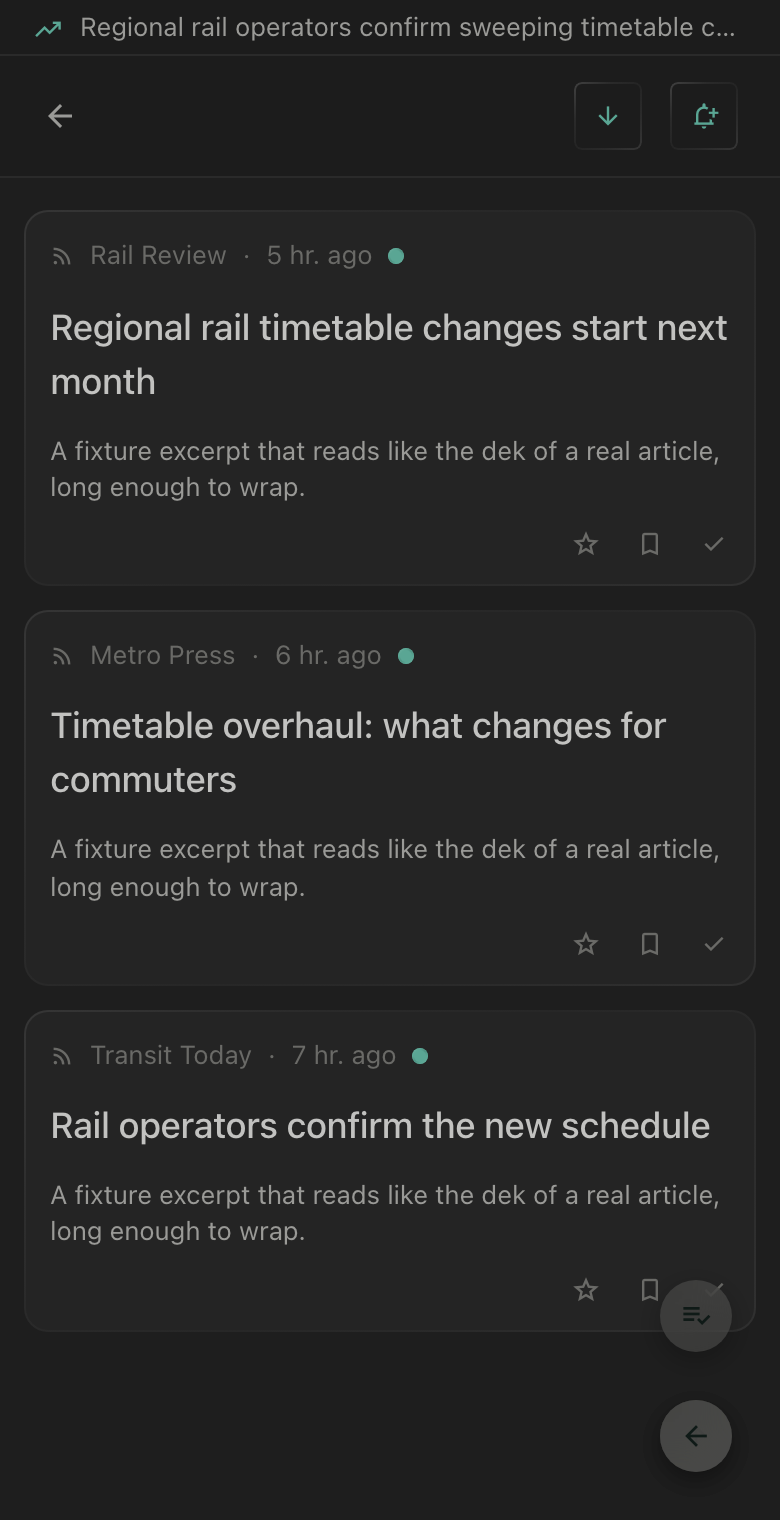 Regional rail operators confirm sweeping timetable c...
Rail Review · 5 hr. ago
Regional rail timetable changes start next
month
A fixture excerpt that reads like the dek of a real article,
long enough to wrap.
Metro Press · 6 hr. ago
Timetable overhaul: what changes for
commuters
A fixture excerpt that reads like the dek of a real article,
long enough to wrap.
Transit Today · 7 hr. ago
Rail operators confirm the new schedule
A fixture excerpt that reads like the dek of a real article,
long enough to wrap.